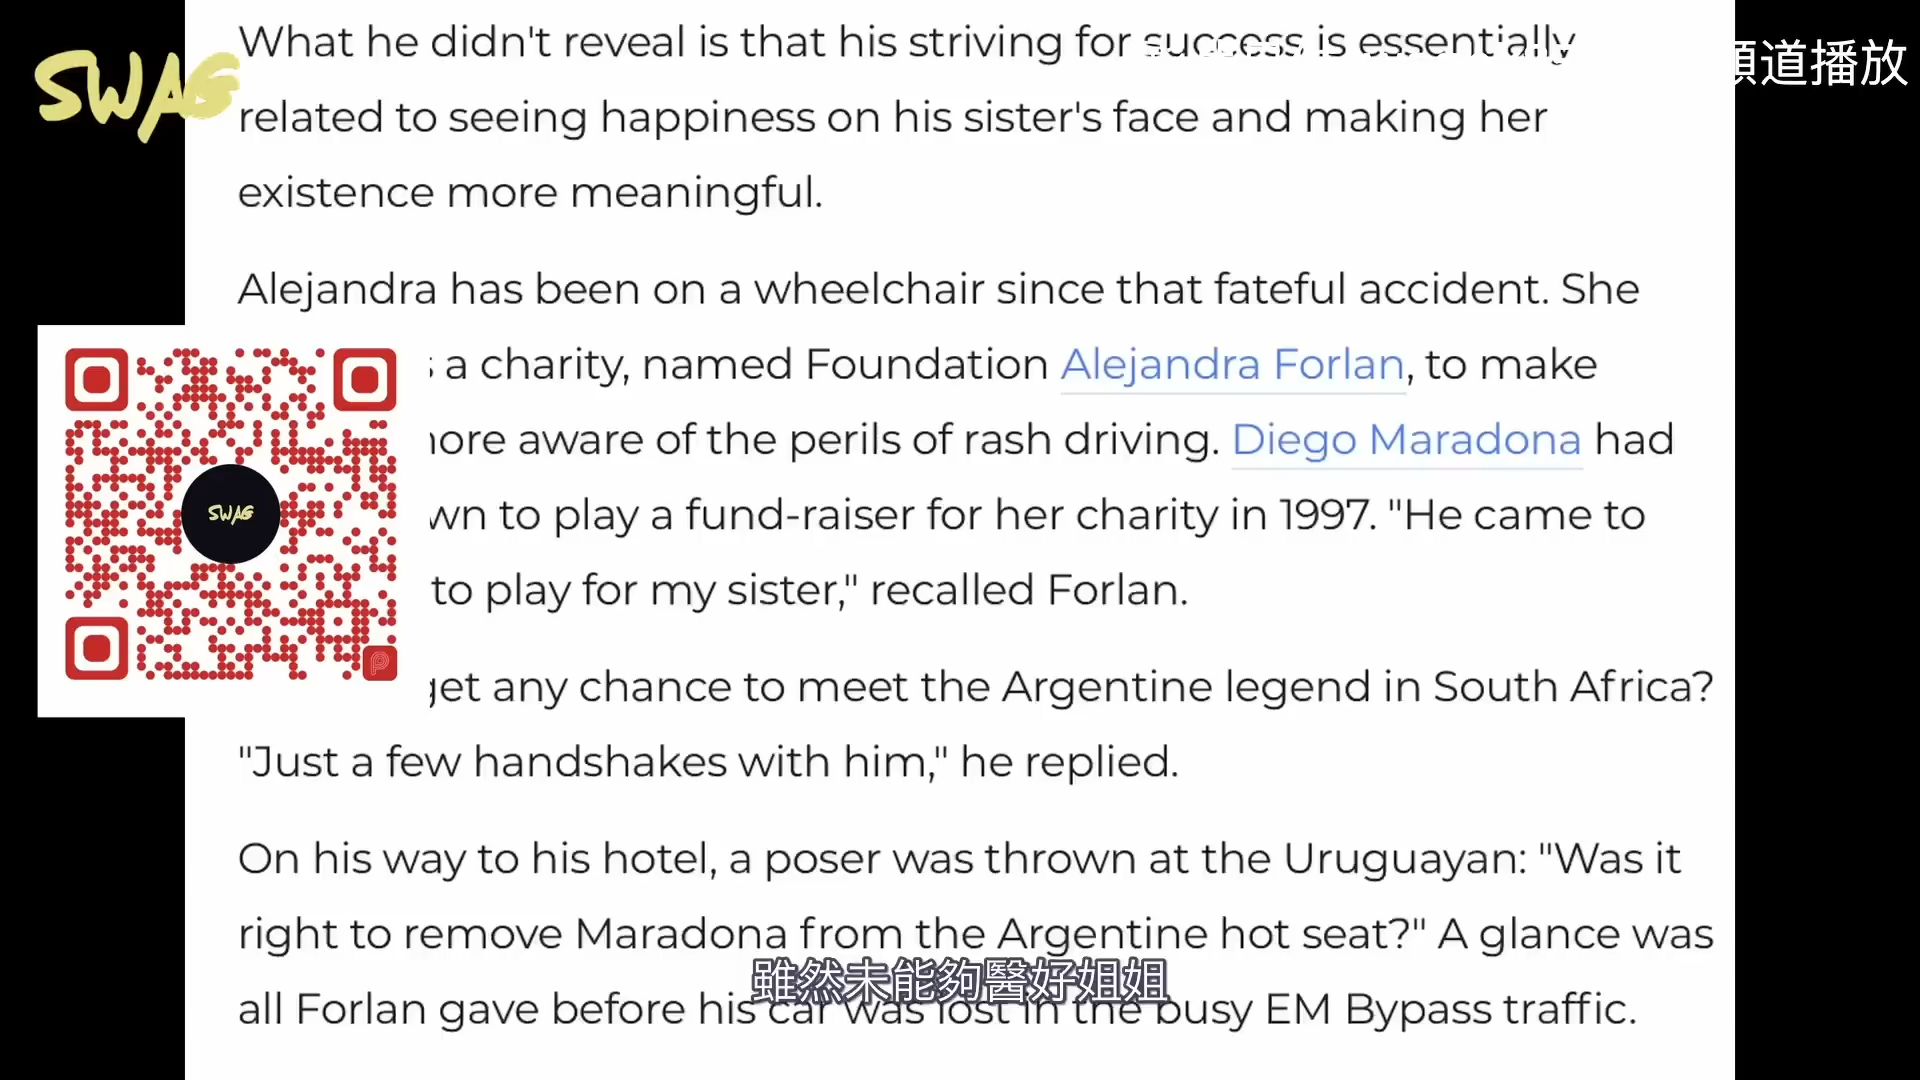 What he didn't reveal is that his striving for success is essentially
SWAG
頻道播放
related to seeing happiness on his sister's face and making her
existence more meaningful.
Alejandra has been on a wheelchair since that fateful accident. She
a charity, named Foundation Alejandra Forlan, to make
aware of the perils of rash driving. Diego Maradona had
to play a fund-raiser for her charity in 1997. "He came to
SWAG
to play for my sister," recalled Forlan.
get any chance to meet the Argentine legend in South Africa?
"Just a few handshakes with him," he replied.
On his way to his hotel, a poser was thrown at the Uruguayan: "Was it
right to remove Maradona from the Argentine hot seat?" A glance was
雖然未能夠醫好姐姐
all Forlan gave before his car was lost in the busy EM Bypass traffic.